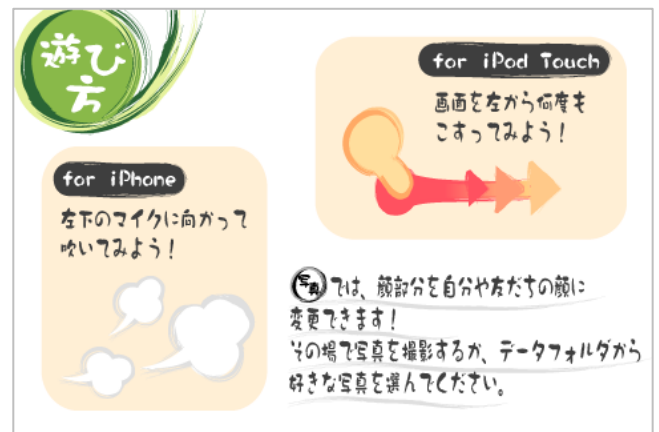 遊び
方
for iPhone
左下のマイクに向かって
吹いてみよう！
for iPod Touch
画面を左から何度も
こすってみよう！
写真では、顔部分を自分や友だちの顔に
変更できます！
その場で写真を撮影するか、データフォルダから
好きな写真を選んでください。